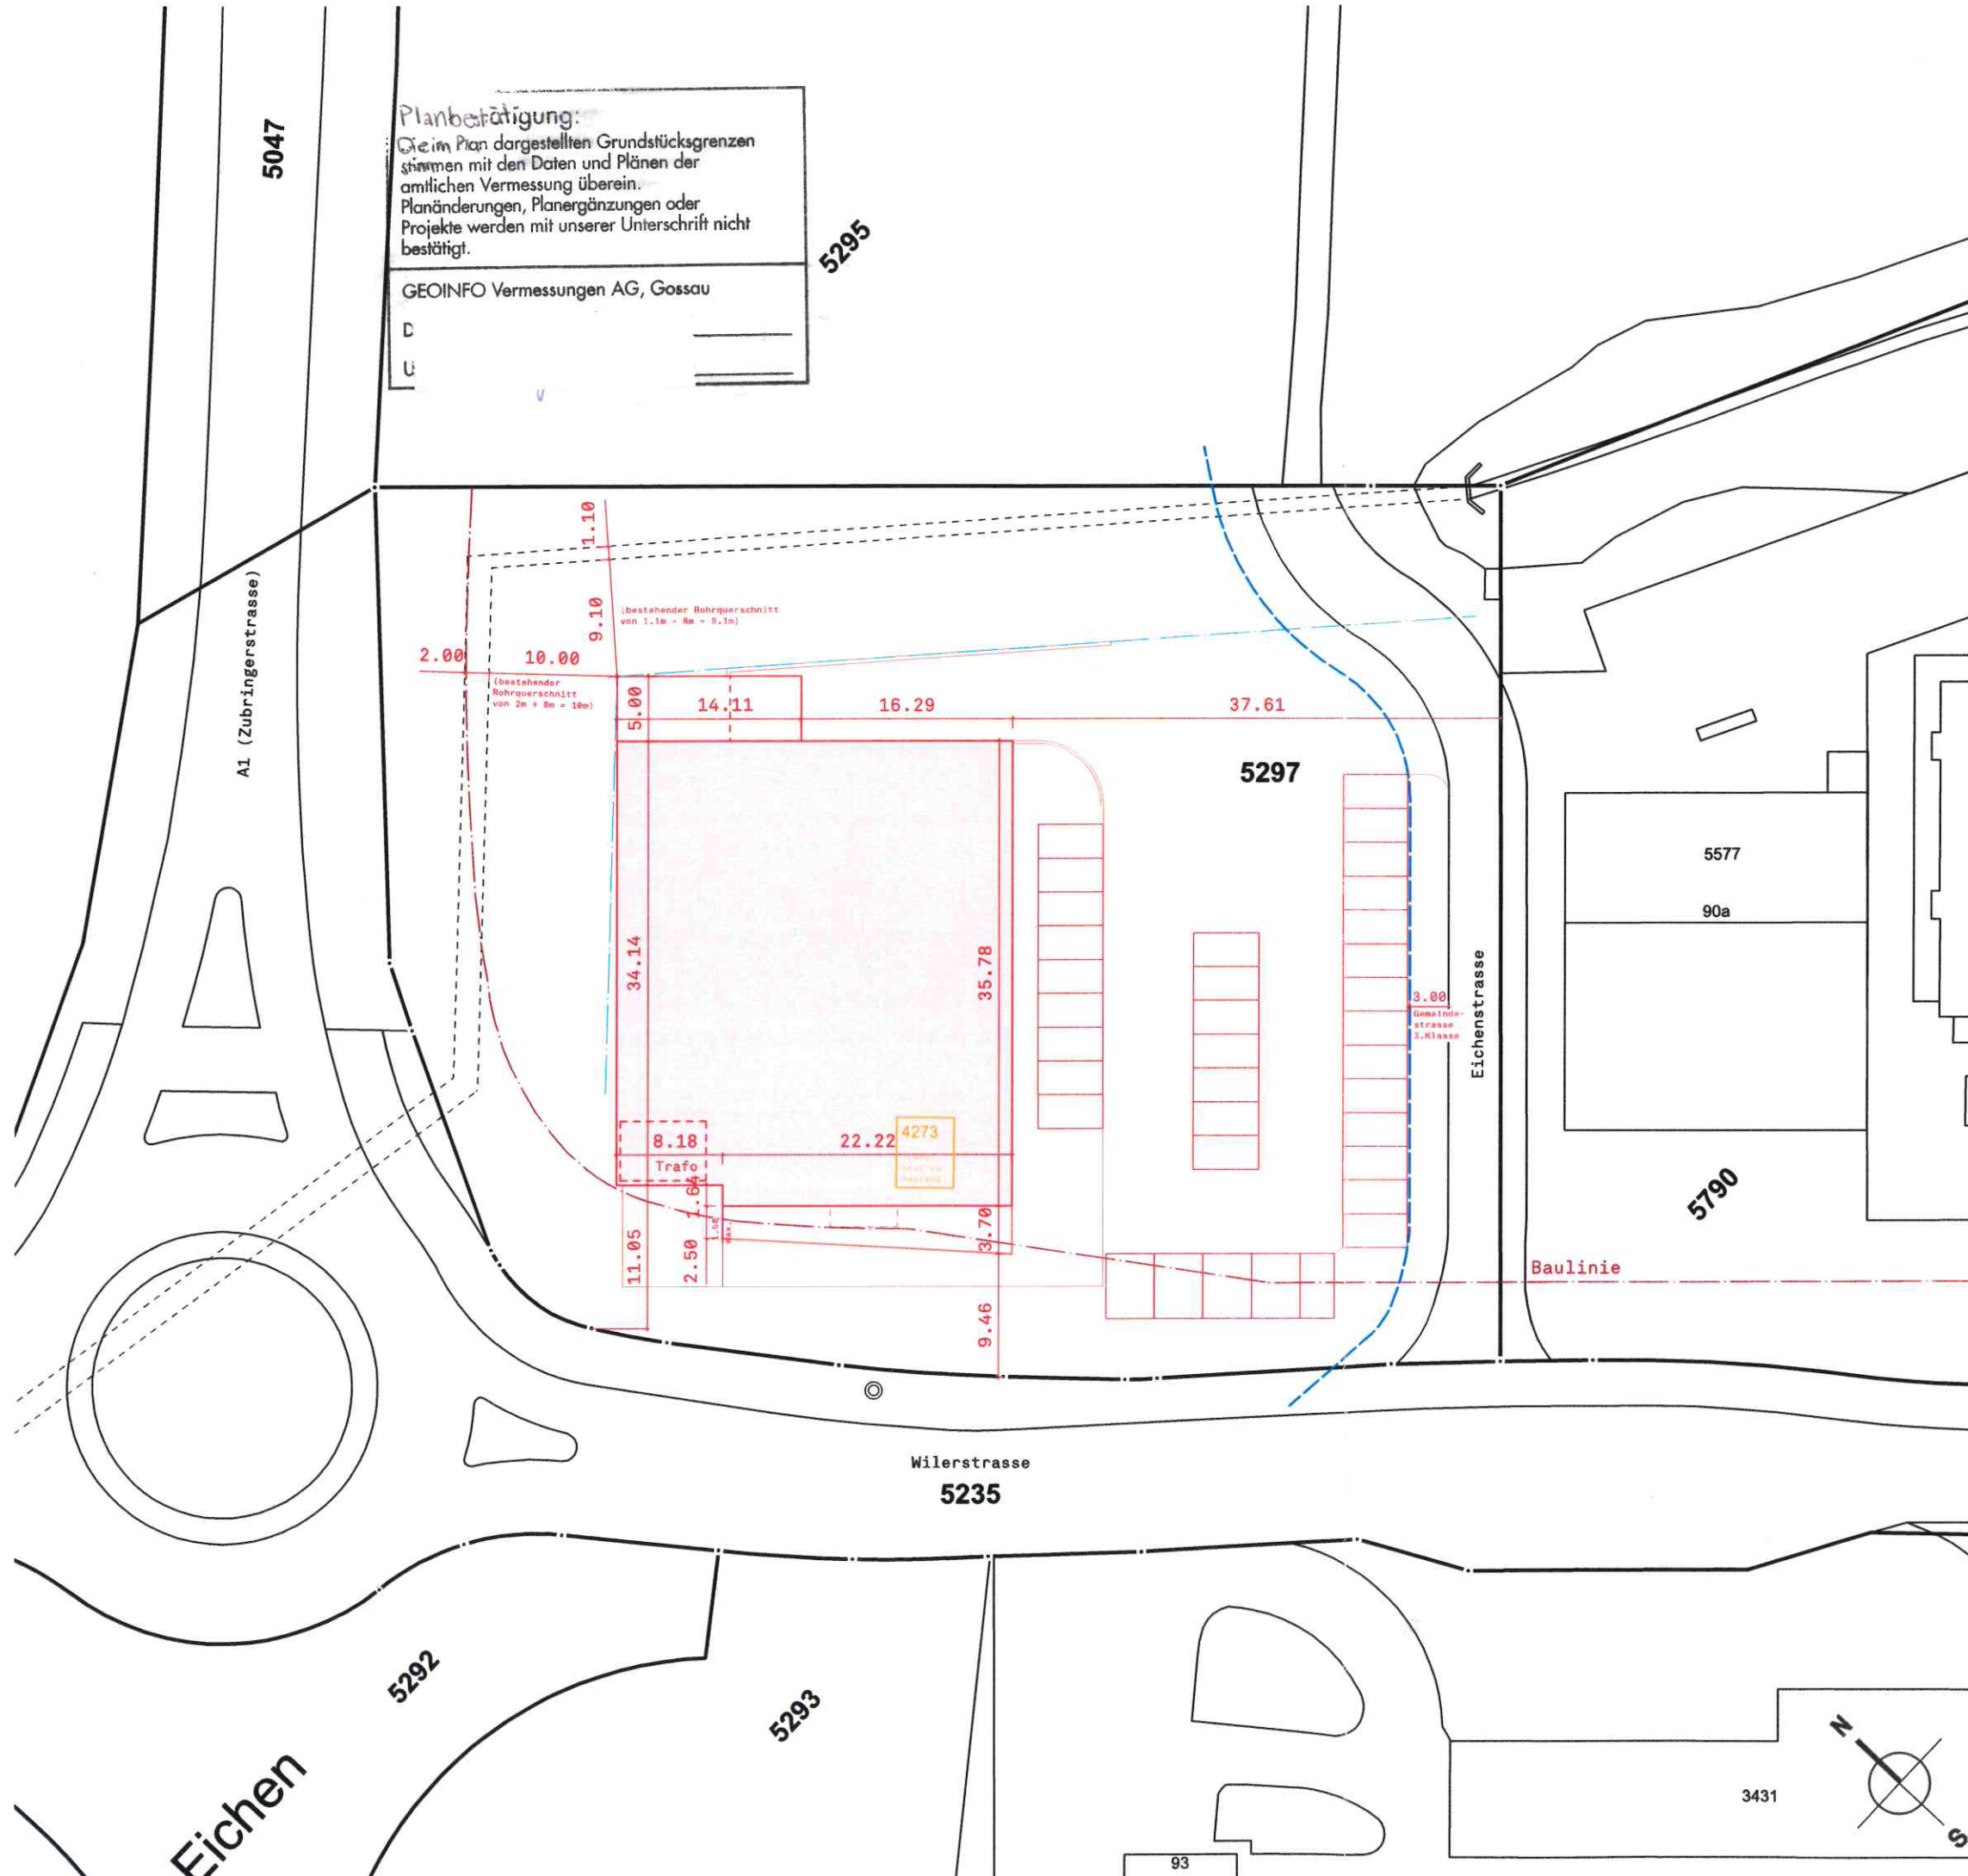 5047
Planbestätigung:
Die im Plan dargestellten Grundstücksgrenzen
stimmen mit den Daten und Plänen der
amtlichen Vermessung überein.
Planänderungen, Planergänzungen oder
Projekte werden mit unserer Unterschrift nicht
bestätigt.
GEOINFO Vermessungen AG, Gossau
D
U
5295
A1 (Zubringerstrasse)
1.10
9.10
(bestehender Rohrquerschnitt
von 1.1m + 8m = 9.1m)
2.00
10.00
(bestehender
Rohrquerschnitt
von 2m + 8m = 10m)
5.00
14.11
16.29
37.61
5297
5577
90a
34.14
35.78
3.00
Gemeinde-
strasse
3.Klasse
Eichenstrasse
8.18
Trafo
22.22
4273
1.64
11.05
2.50
max.
3.70
9.46
5790
Baulinie
Wilerstrasse
5235
5292
5293
Eichen
93
3431
N
S